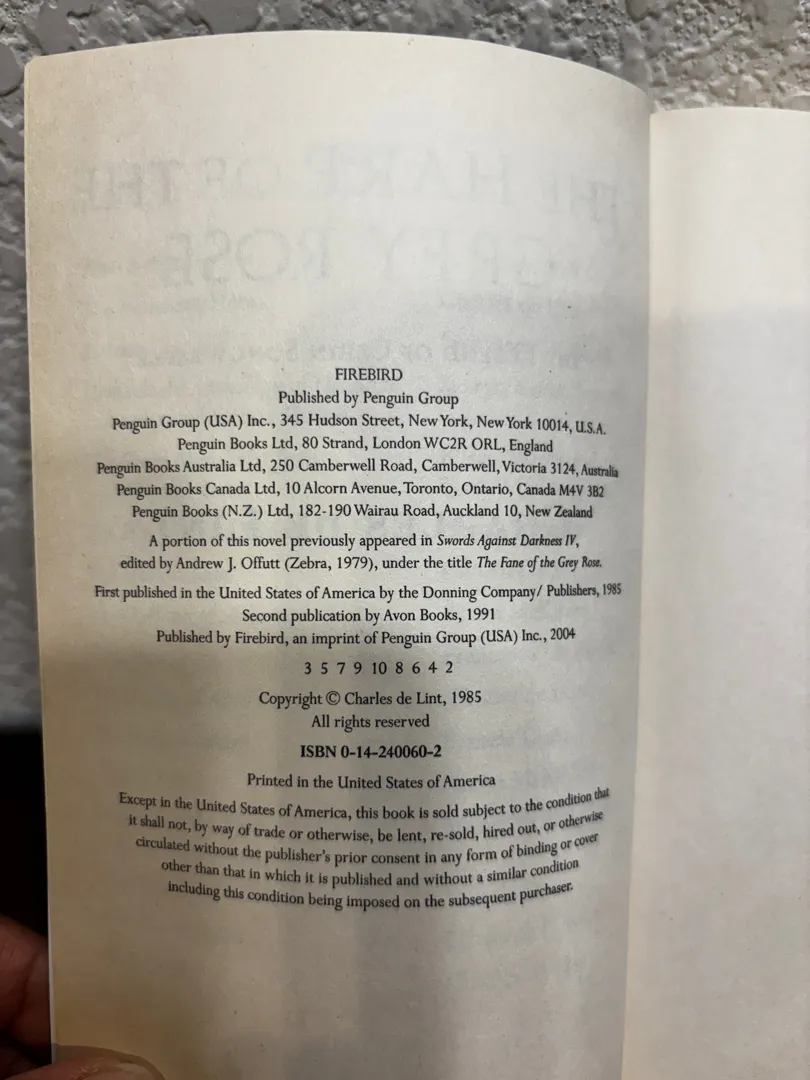 FIREBIRD
Published by Penguin Group
Penguin Group (USA) Inc., 345 Hudson Street, New York, New York 10014, U.S.A.
Penguin Books Ltd, 80 Strand, London WC2R ORL, England
Penguin Books Australia Ltd, 250 Camberwell Road, Camberwell, Victoria 3124, Australia
Penguin Books Canada Ltd, 10 Alcorn Avenue, Toronto, Ontario, Canada M4V 3B2
Penguin Books (N.Z.) Ltd, 182-190 Wairau Road, Auckland 10, New Zealand
A portion of this novel previously appeared in Swords Against Darkness IV,
edited by Andrew J. Offutt (Zebra, 1979), under the title The Fane of the Grey Rose.
First published in the United States of America by the Donning Company/ Publishers, 1985
Second publication by Avon Books, 1991
Published by Firebird, an imprint of Penguin Group (USA) Inc., 2004
3 5 7 9 10 8 6 4 2
Copyright © Charles de Lint, 1985
All rights reserved
ISBN 0-14-240060-2
Printed in the United States of America
Except in the United States of America, this book is sold subject to the condition that
it shall not, by way of trade or otherwise, be lent, re-sold, hired out, or otherwise
circulated without the publisher's prior consent in any form of binding or cover
other than that in which it is published and without a similar condition
including this condition being imposed on the subsequent purchaser.